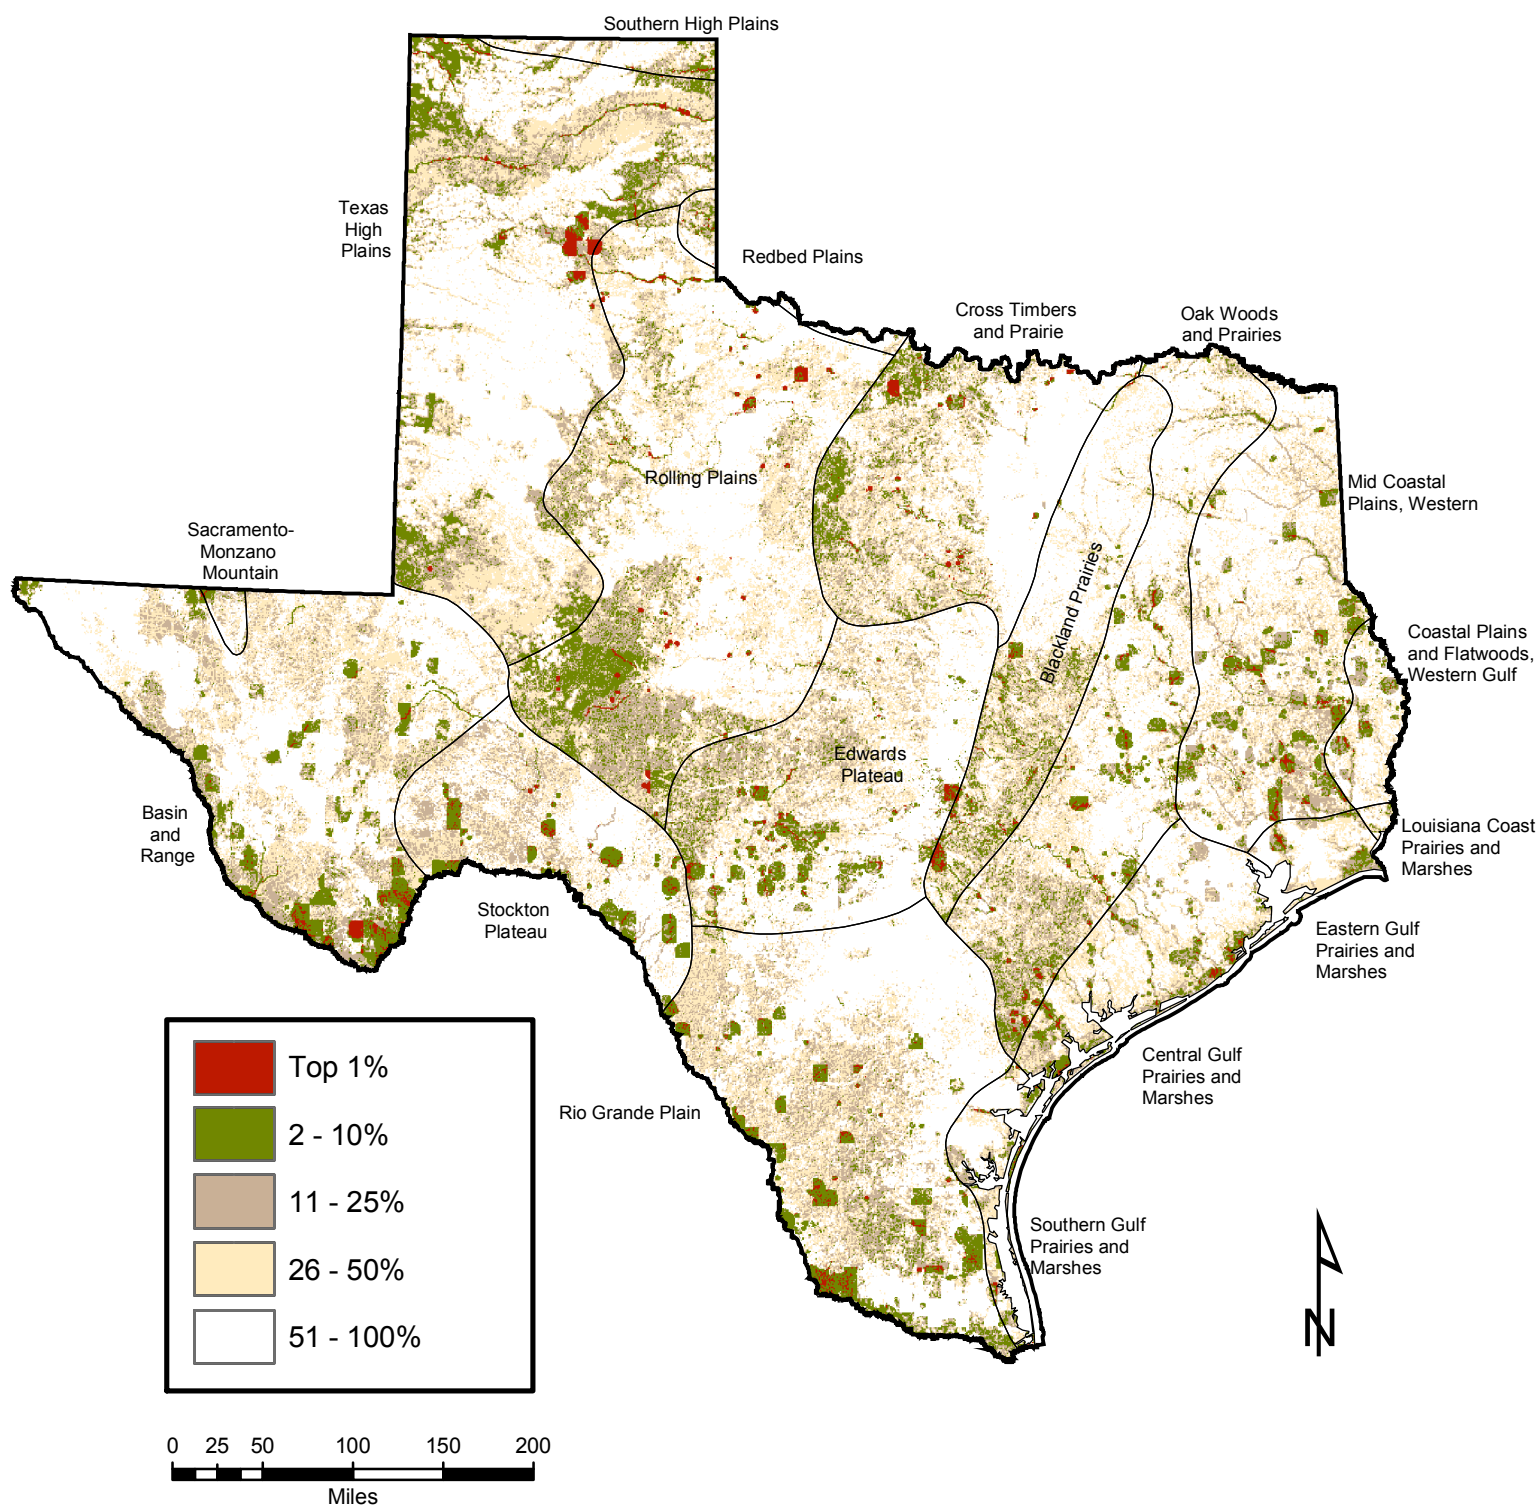 Southern High Plains
Texas
High
Plains
Redbed Plains
Cross Timbers
and Prairie
Oak Woods
and Prairies
Rolling Plains
Mid Coastal
Plains, Western
Sacramento-
Monzano
Mountain
Blackland Prairies
Coastal Plains
and Flatwoods,
Western Gulf
Edwards
Plateau
Basin
and
Range
Louisiana Coast
Prairies and
Marshes
Stockton
Plateau
Eastern Gulf
Prairies and
Marshes
Central Gulf
Prairies and
Marshes
Rio Grande Plain
Southern Gulf
Prairies and
Marshes
Top 1%
2 - 10%
11 - 25%
26 - 50%
51 - 100%
N
0 25 50 100 150 200
Miles